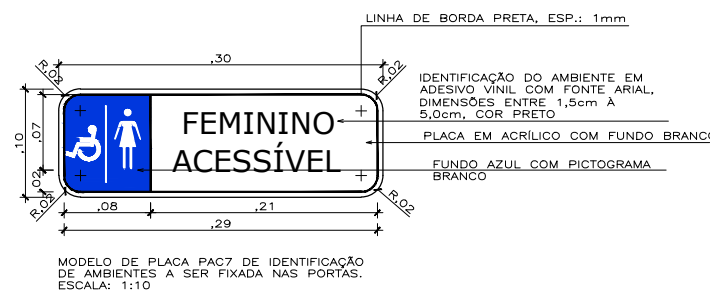 LINHA DE BORDA PRETA, ESP.: 1mm
,30
R,02
R,02
IDENTIFICAÇÃO DO AMBIENTE EM
ADESIVO VINIL COM FONTE ARIAL,
DIMENSÕES ENTRE 1,5cm À
5,0cm, COR PRETO
,10
,07
,02
FEMININO
ACESSÍVEL
PLACA EM ACRÍLICO COM FUNDO BRANCO
FUNDO AZUL COM PICTOGRAMA
BRANCO
R,02
R,02
,08
,21
,29
MODELO DE PLACA PAC7 DE IDENTIFICAÇÃO
DE AMBIENTES A SER FIXADA NAS PORTAS.
ESCALA: 1:10